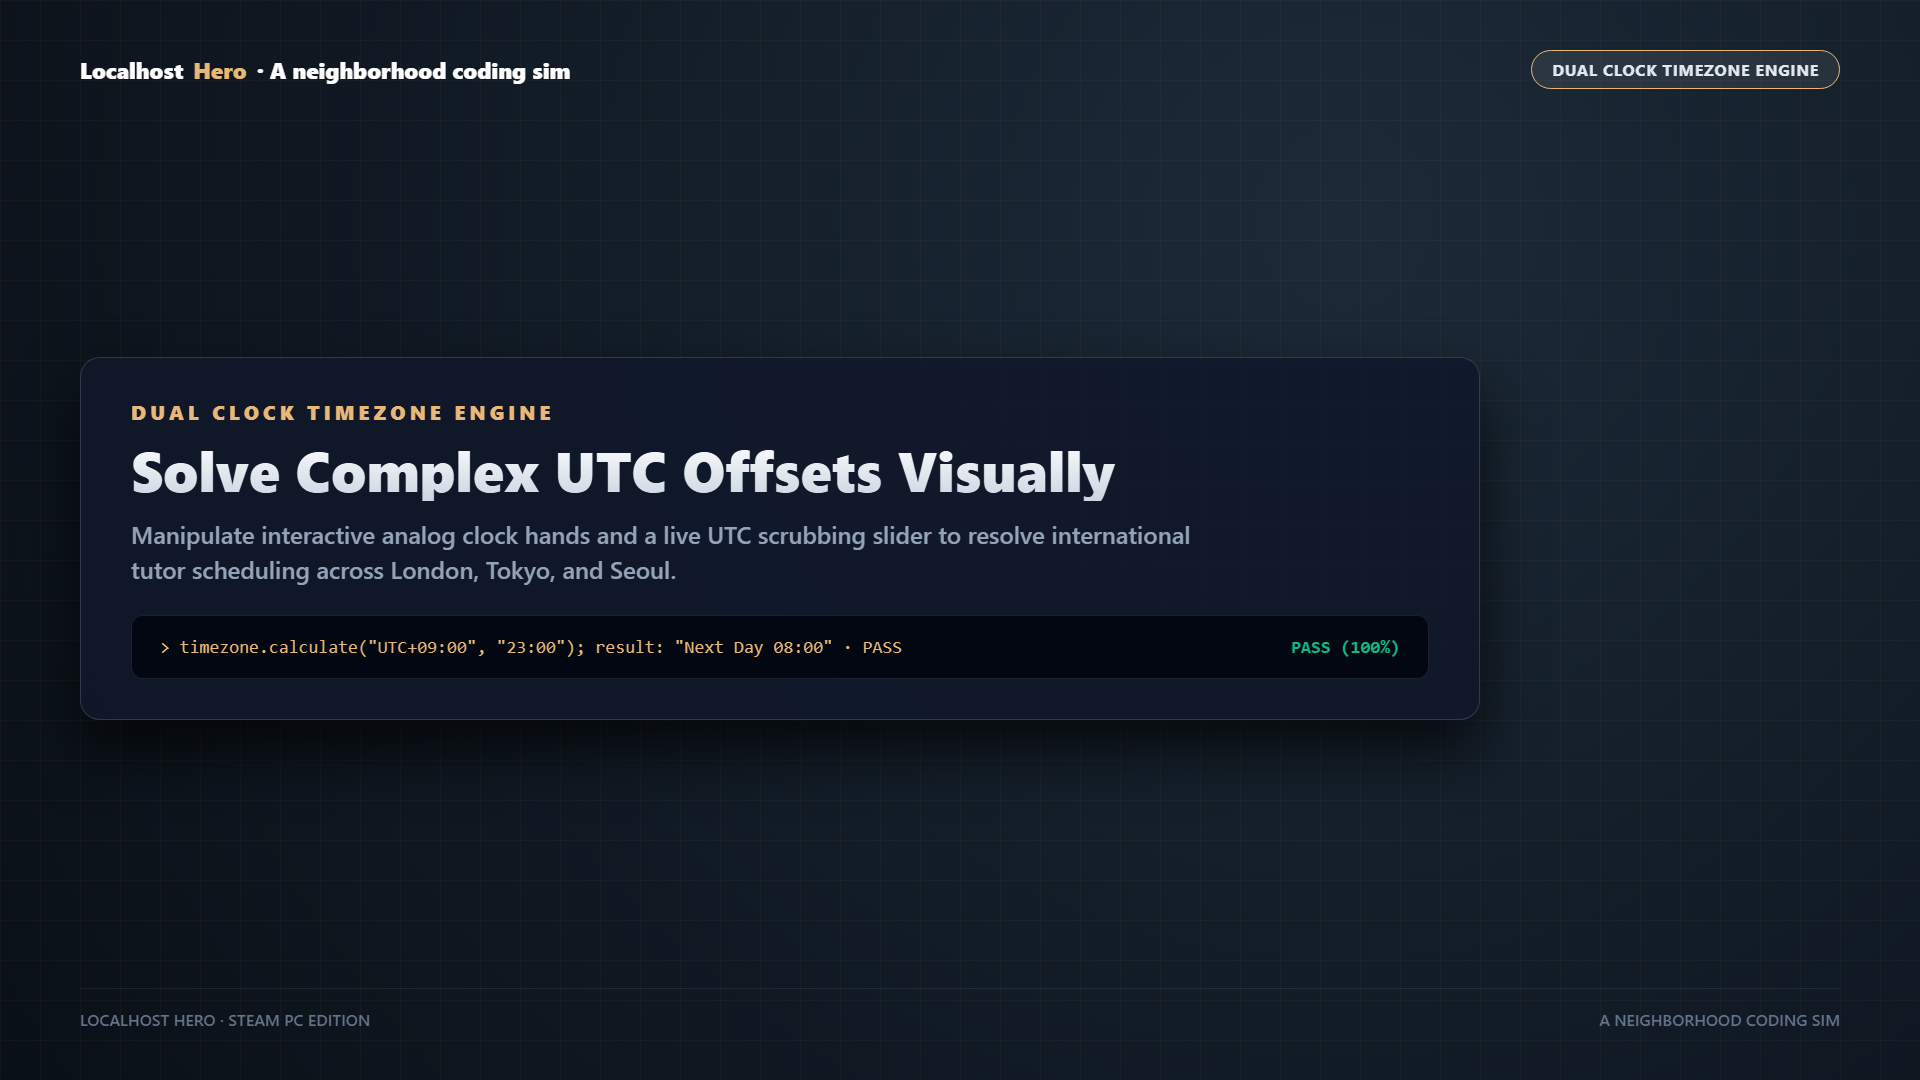 Localhost Hero · A neighborhood coding sim
DUAL CLOCK TIMEZONE ENGINE
DUAL CLOCK TIMEZONE ENGINE
Solve Complex UTC Offsets Visually
Manipulate interactive analog clock hands and a live UTC scrubbing slider to resolve international
tutor scheduling across London, Tokyo, and Seoul.
> timezone.calculate("UTC+09:00", "23:00"); result: "Next Day 08:00" · PASS
PASS (100%)
LOCALHOST HERO · STEAM PC EDITION
A NEIGHBORHOOD CODING SIM